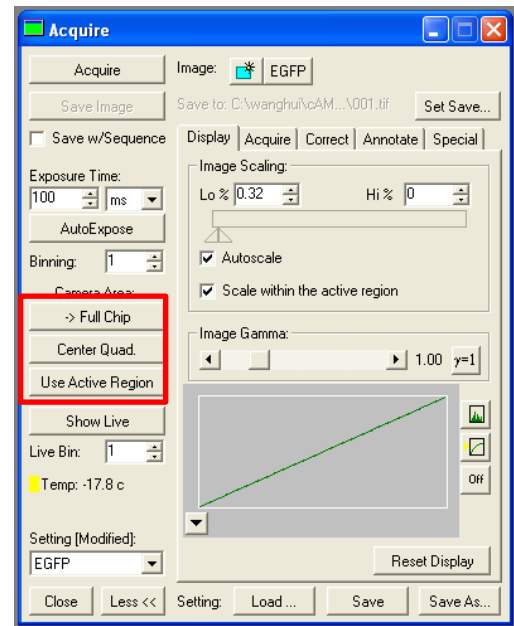 Acquire
Acquire
Save Image
Save w/Sequence
Exposure Time:
100 ms
AutoExpose
Binning: 1
Camera Area:
-> Full Chip
Center Quad.
Use Active Region
Show Live
Live Bin: 1
Temp: -17.8 c
Setting [Modified]:
EGFP
Close Less <<
Image: EGFP
Save to: C:\wanghui\cAM...\001.tif Set Save...
Display Acquire Correct Annotate Special
Image Scaling:
Lo % 0.32 Hi % 0
Autoscale
Scale within the active region
Image Gamma:
1.00 γ=1
Off
Reset Display
Setting: Load ... Save Save As...